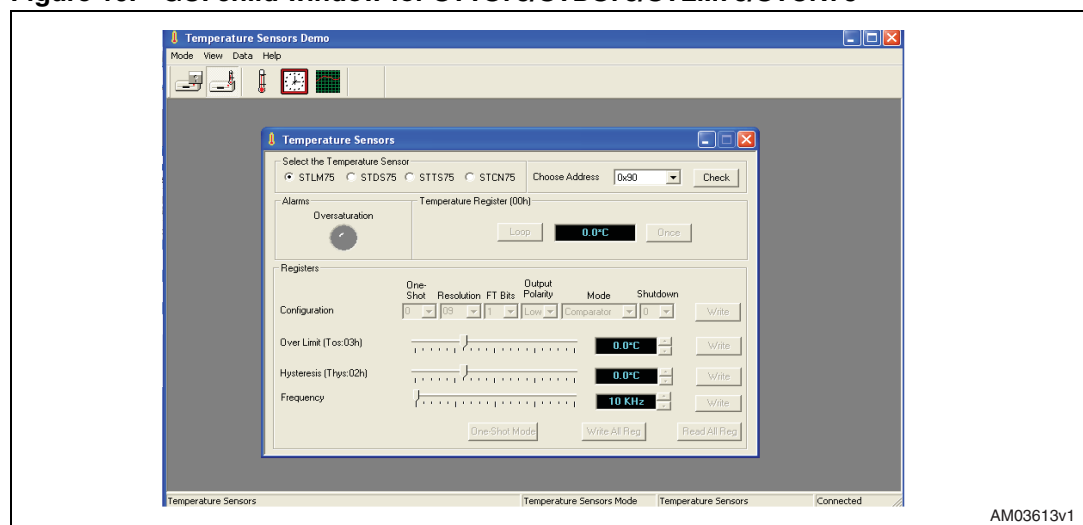 Temperature Sensors Demo
Mode View Data Help
Temperature Sensors
Select the Temperature Sensor
STLM75 STDS75 STTS75 STCN75 Choose Address 0x90 Check
Alarms Temperature Register (00h)
Oversaturation
Loop 0.0°C Once
Registers
One-Shot Resolution FT Bits Output Polarity Mode Shutdown
Configuration 0 09 1 Low Comparator 0 Write
Over Limit (Tos:03h) 0.0°C Write
Hysteresis (Thys:02h) 0.0°C Write
Frequency 10 KHz Write
One Shot Mode Write All Reg Read All Reg
Temperature Sensors Temperature Sensors Mode Temperature Sensors Connected
AM03613v1